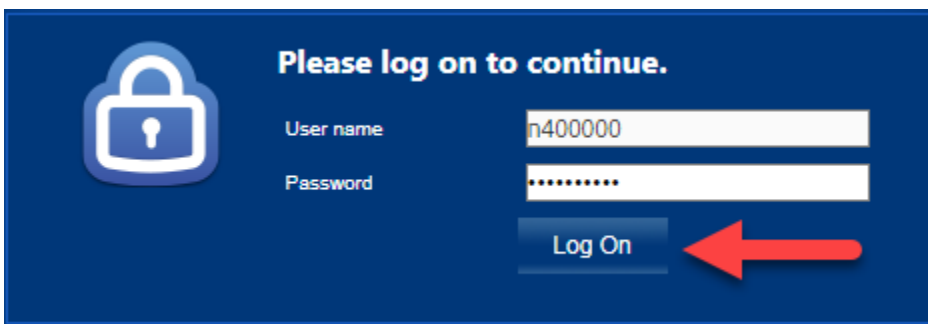 Please log on to continue.
User name n400000
Password ••••••••••
Log On